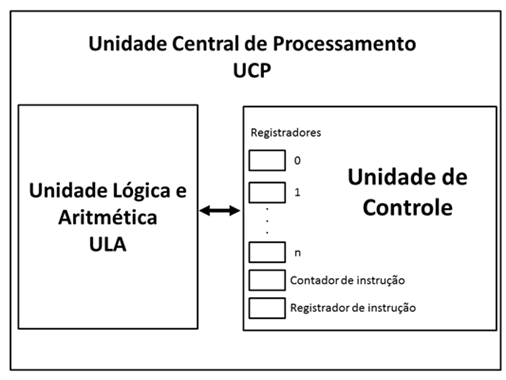 Unidade Central de Processamento
UCP
Unidade Lógica e
Aritmética
ULA
Registradores
0
1
n
Contador de instrução
Registrador de instrução
Unidade de
Controle